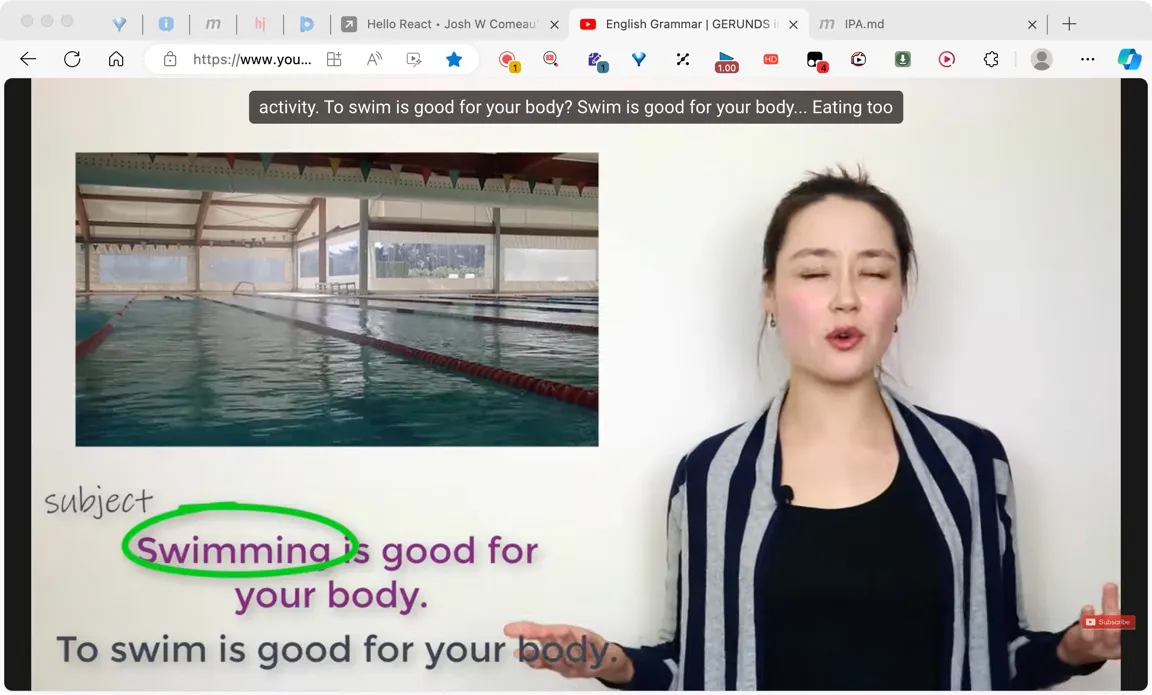 m
hi
Hello React • Josh W Comeau'
English Grammar | GERUNDS i
m IPA.md
https://www.you...
A
1
1
1.00
HD
4
activity. To swim is good for your body? Swim is good for your body... Eating too
subject
Swimming is good for
your body.
To swim is good for your body.
Subscribe